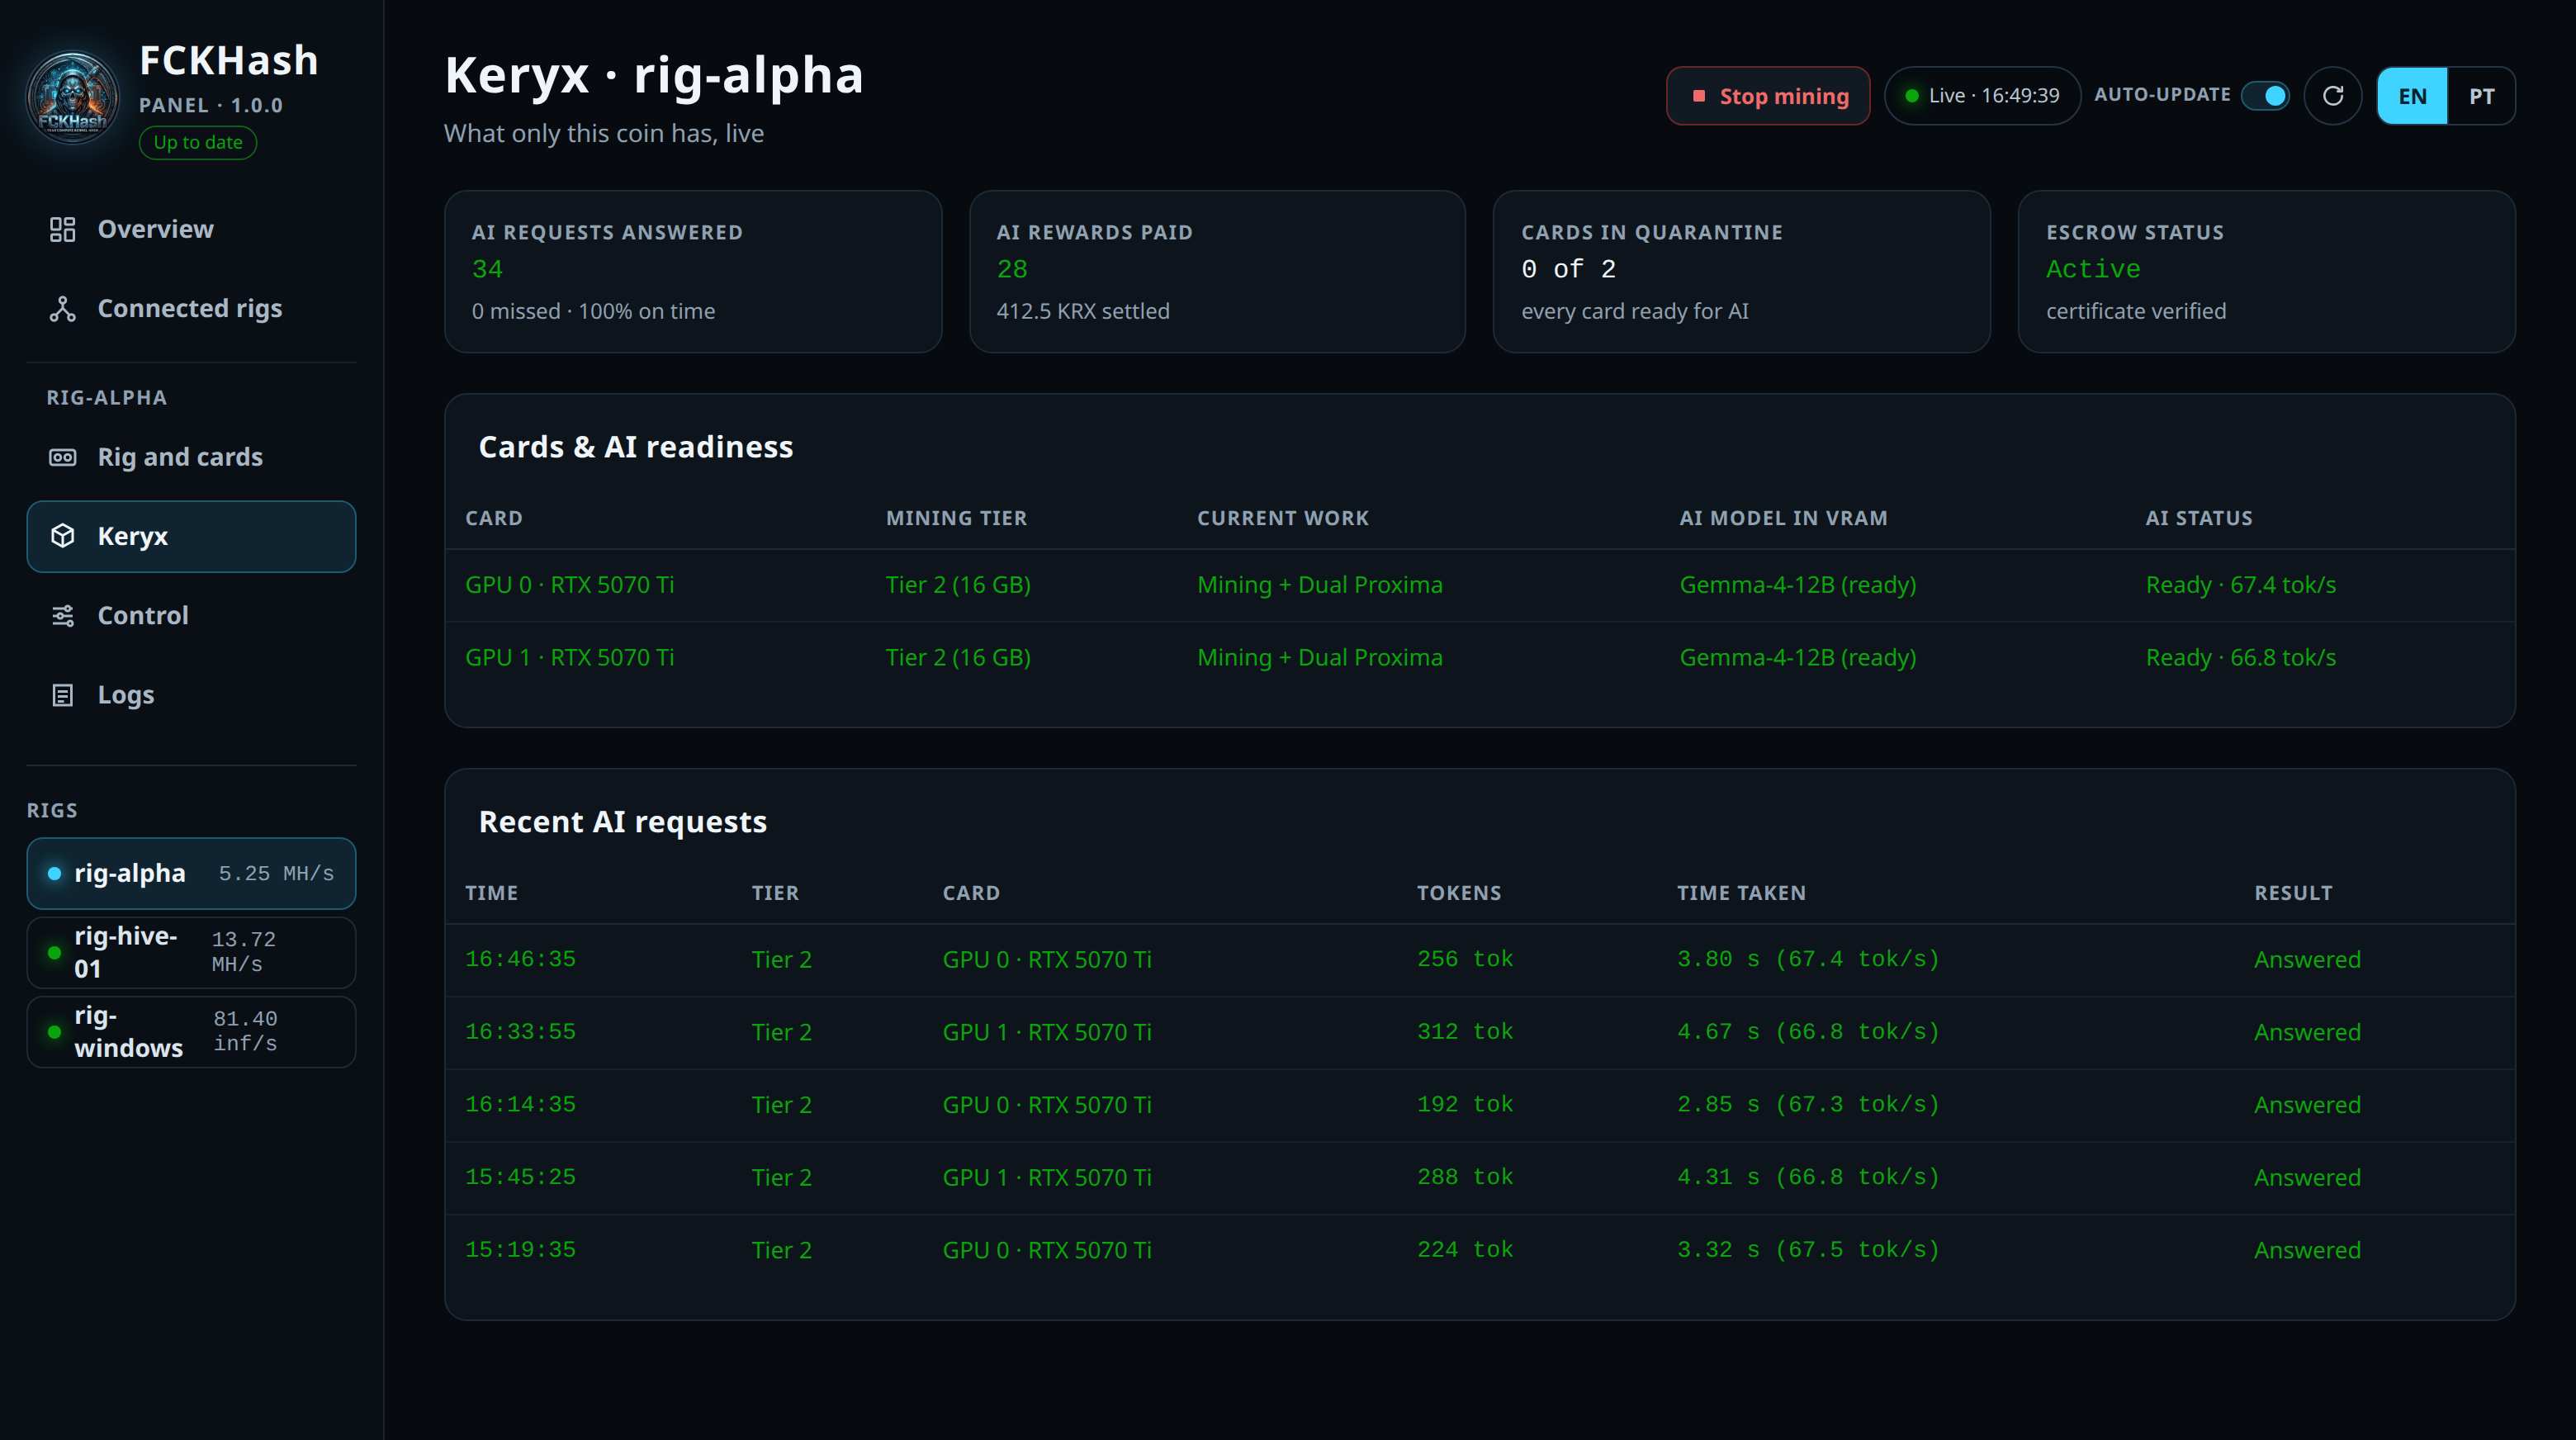 FCKHash
PANEL · 1.0.0
Up to date
FCKHash
Overview
Connected rigs
RIG-ALPHA
Rig and cards
Keryx
Control
Logs
RIGS
rig-alpha 5.25 MH/s
rig-hive-01 13.72 MH/s
rig-windows 81.40 inf/s
Keryx · rig-alpha
What only this coin has, live
Stop mining
Live · 16:49:39
AUTO-UPDATE
EN PT
AI REQUESTS ANSWERED
34
0 missed · 100% on time
AI REWARDS PAID
28
412.5 KRX settled
CARDS IN QUARANTINE
0 of 2
every card ready for AI
ESCROW STATUS
Active
certificate verified
Cards & AI readiness
CARD MINING TIER CURRENT WORK AI MODEL IN VRAM AI STATUS
GPU 0 · RTX 5070 Ti Tier 2 (16 GB) Mining + Dual Proxima Gemma-4-12B (ready) Ready · 67.4 tok/s
GPU 1 · RTX 5070 Ti Tier 2 (16 GB) Mining + Dual Proxima Gemma-4-12B (ready) Ready · 66.8 tok/s
Recent AI requests
TIME TIER CARD TOKENS TIME TAKEN RESULT
16:46:35 Tier 2 GPU 0 · RTX 5070 Ti 256 tok 3.80 s (67.4 tok/s) Answered
16:33:55 Tier 2 GPU 1 · RTX 5070 Ti 312 tok 4.67 s (66.8 tok/s) Answered
16:14:35 Tier 2 GPU 0 · RTX 5070 Ti 192 tok 2.85 s (67.3 tok/s) Answered
15:45:25 Tier 2 GPU 1 · RTX 5070 Ti 288 tok 4.31 s (66.8 tok/s) Answered
15:19:35 Tier 2 GPU 0 · RTX 5070 Ti 224 tok 3.32 s (67.5 tok/s) Answered